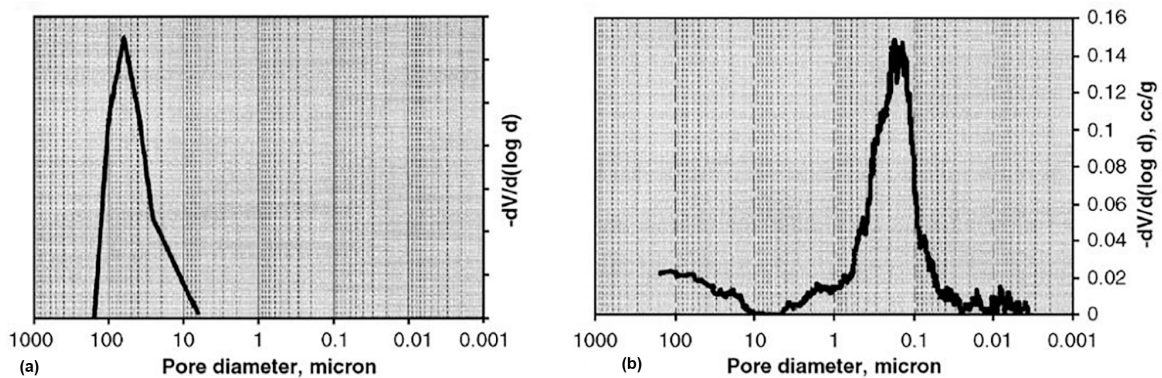 -dV/d(log d)
1000 100 10 1 0.1 0.01 0.001
Pore diameter, micron
(a)
0.16
0.14
0.12
0.1
0.08
0.06
0.04
0.02
0
-dV/d(log d), cc/g
1000 100 10 1 0.1 0.01 0.001
Pore diameter, micron
(b)